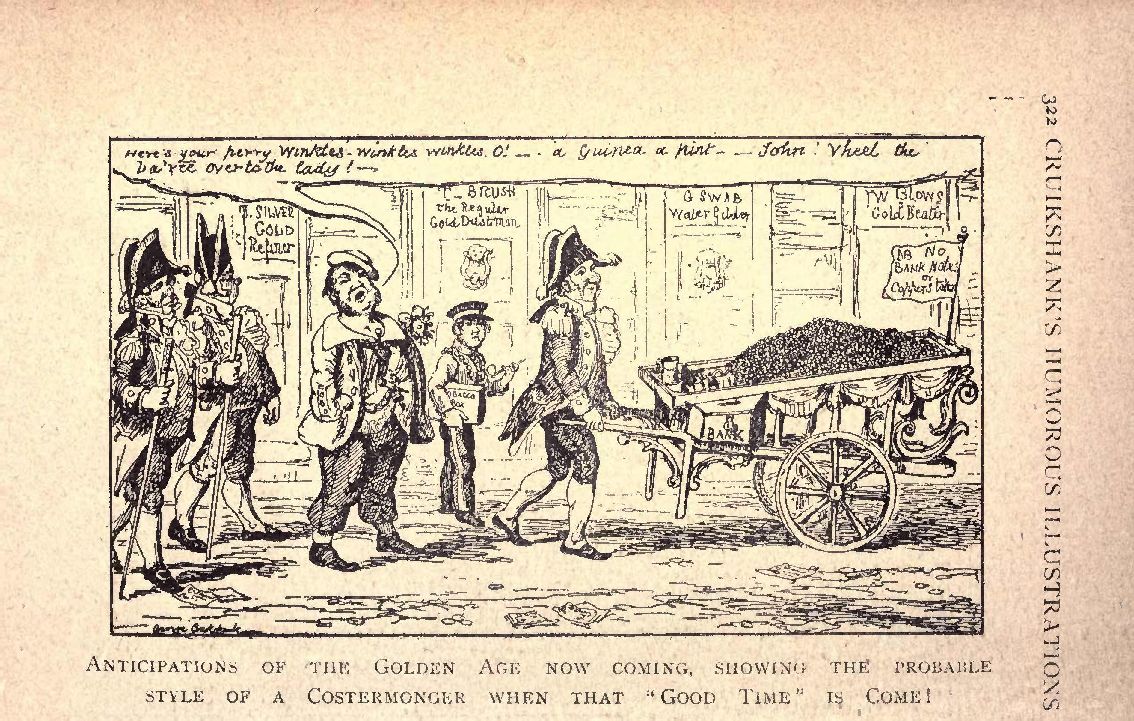 322 CRUIKSHANK'S HUMOROUS ILLUSTRATIONS
Here's your perry Winkles - Winkles Winkles. O! — . a Guinea a pint — — John! Vheel the
ba'rre over to the lady! —
T. SILVER
GOLD
Refiner
T_ BRUSH
the Regular
Gold Dustman
G SWAB
Water Gilder
W BLOWS
Gold Beater
NB No
BANK Notes
or
Coppers taken
BACCO
BOX
BANK
ANTICIPATIONS OF THE GOLDEN AGE NOW COMING, SHOWING THE PROBABLE
STYLE OF A COSTERMONGER WHEN THAT "GOOD TIME" IS COME!